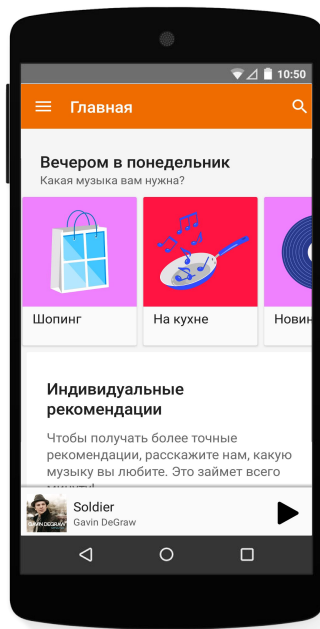 10:50
Главная
Вечером в понедельник
Какая музыка вам нужна?
Шопинг
На кухне
Новин
Индивидуальные
рекомендации
Чтобы получать более точные
рекомендации, расскажите нам, какую
музыку вы любите. Это займет всего
минуту!
GAVIN DEGRAW
Soldier
Gavin DeGraw